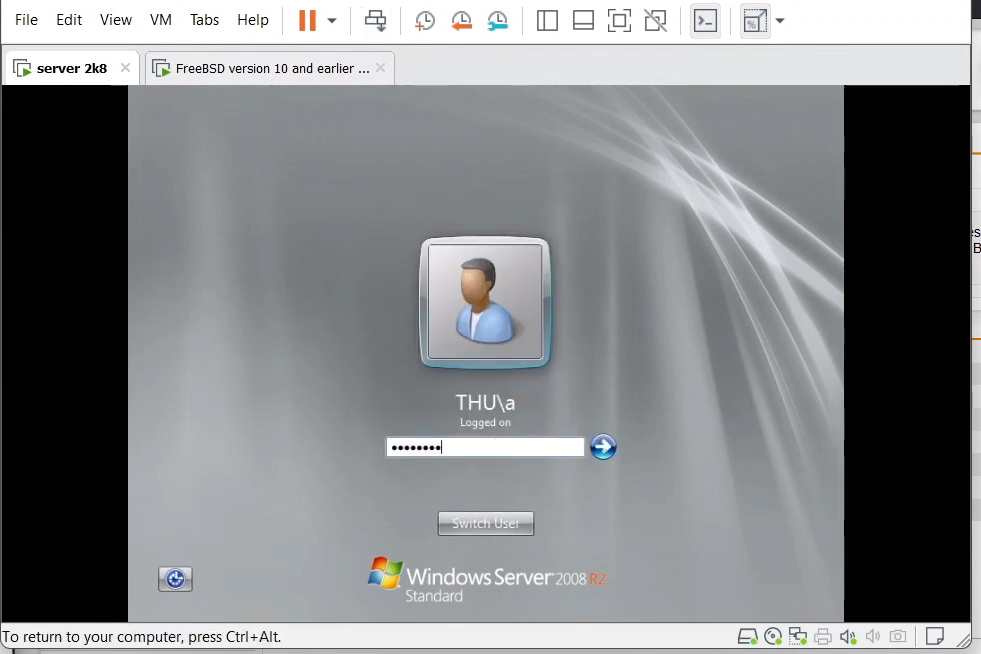 File Edit View VM Tabs Help
server 2k8
FreeBSD version 10 and earlier ...
THU\a
Logged on
••••••••
Switch User
Windows Server 2008 R2
Standard
To return to your computer, press Ctrl+Alt.